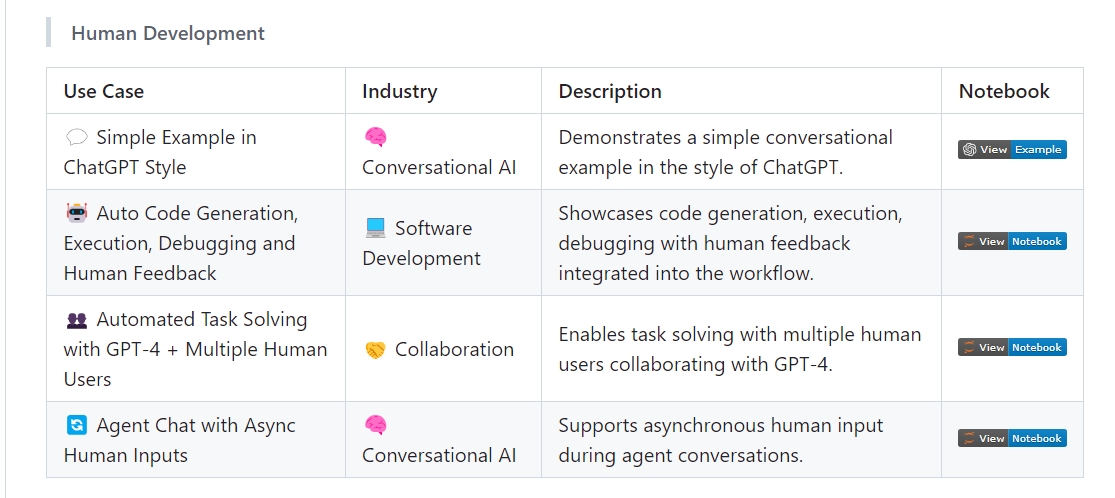 Human Development
Use Case Industry Description Notebook
Simple Example in
ChatGPT Style
Conversational AI
Demonstrates a simple conversational
example in the style of ChatGPT.
View Example
Auto Code Generation,
Execution, Debugging and
Human Feedback
Software
Development
Showcases code generation, execution,
debugging with human feedback
integrated into the workflow.
View Notebook
Automated Task Solving
with GPT-4 + Multiple Human
Users
Collaboration
Enables task solving with multiple human
users collaborating with GPT-4.
View Notebook
Agent Chat with Async
Human Inputs
Conversational AI
Supports asynchronous human input
during agent conversations.
View Notebook